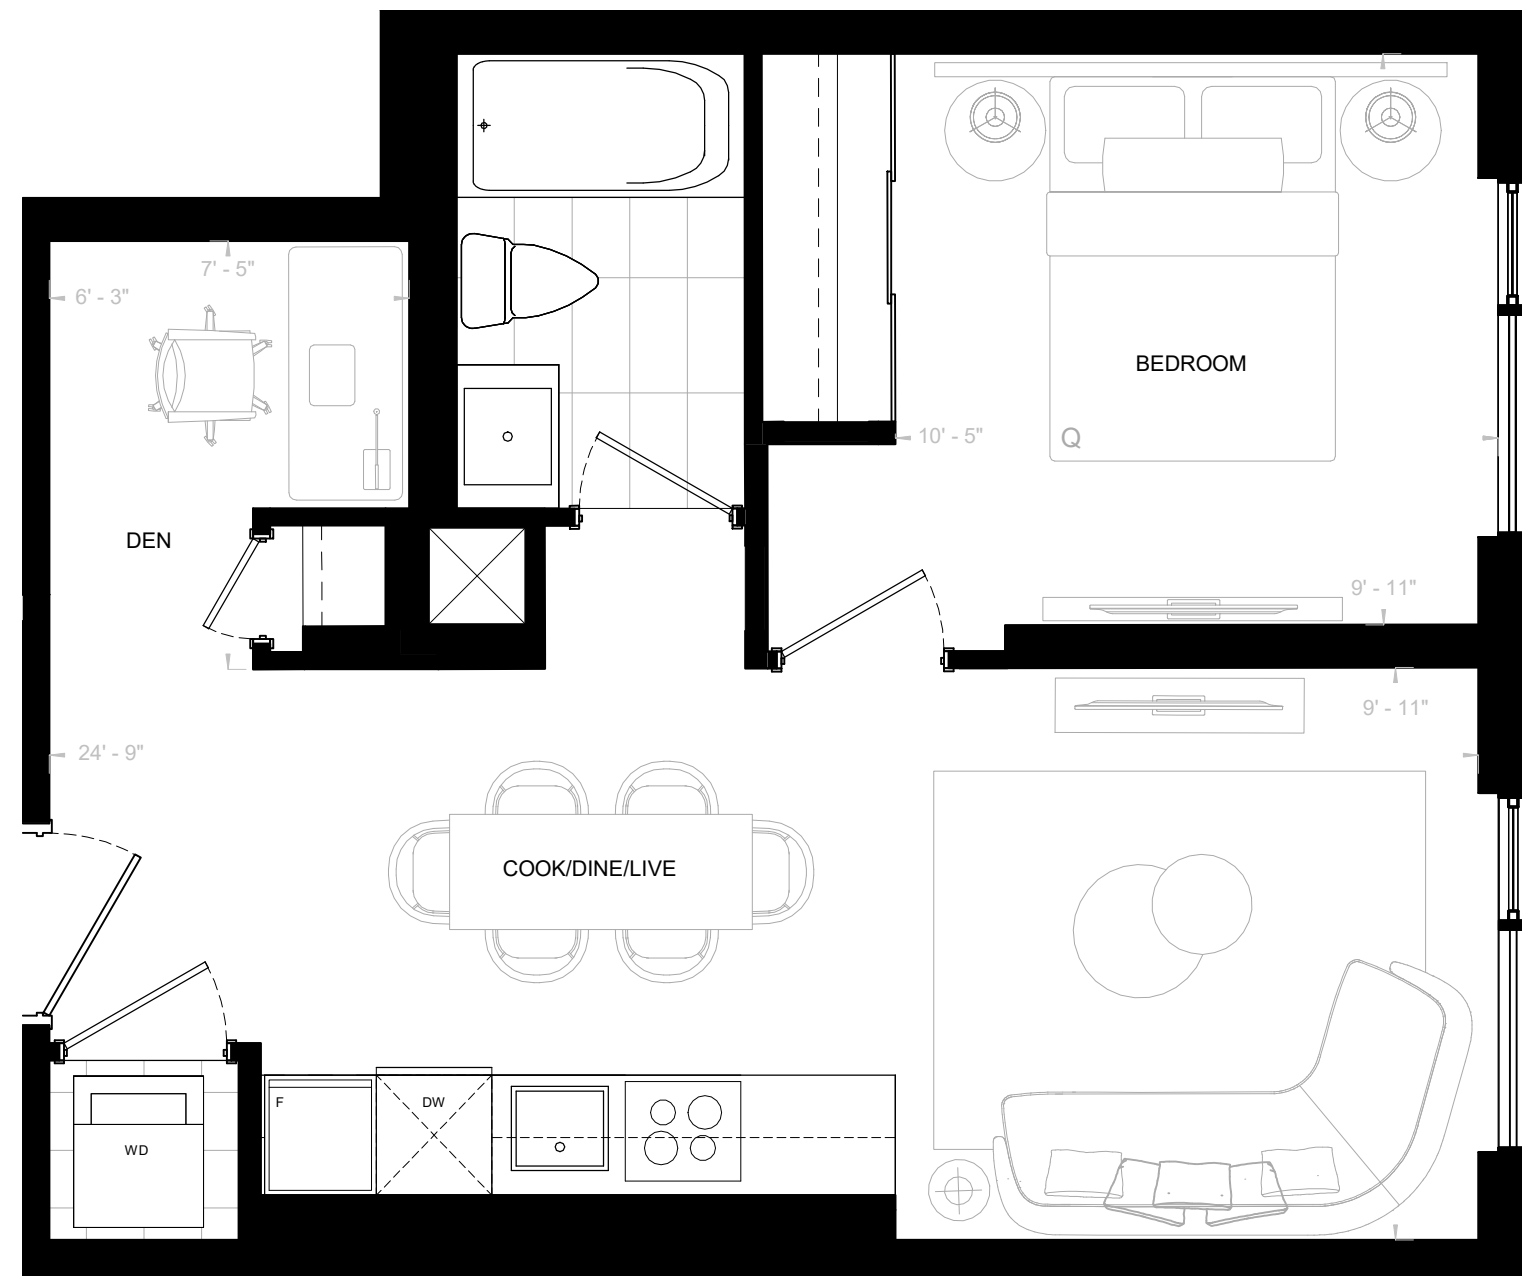 7' - 5"
6' - 3"
BEDROOM
10' - 5"
Q
DEN
9' - 11"
9' - 11"
24' - 9"
COOK/DINE/LIVE
F
DW
WD